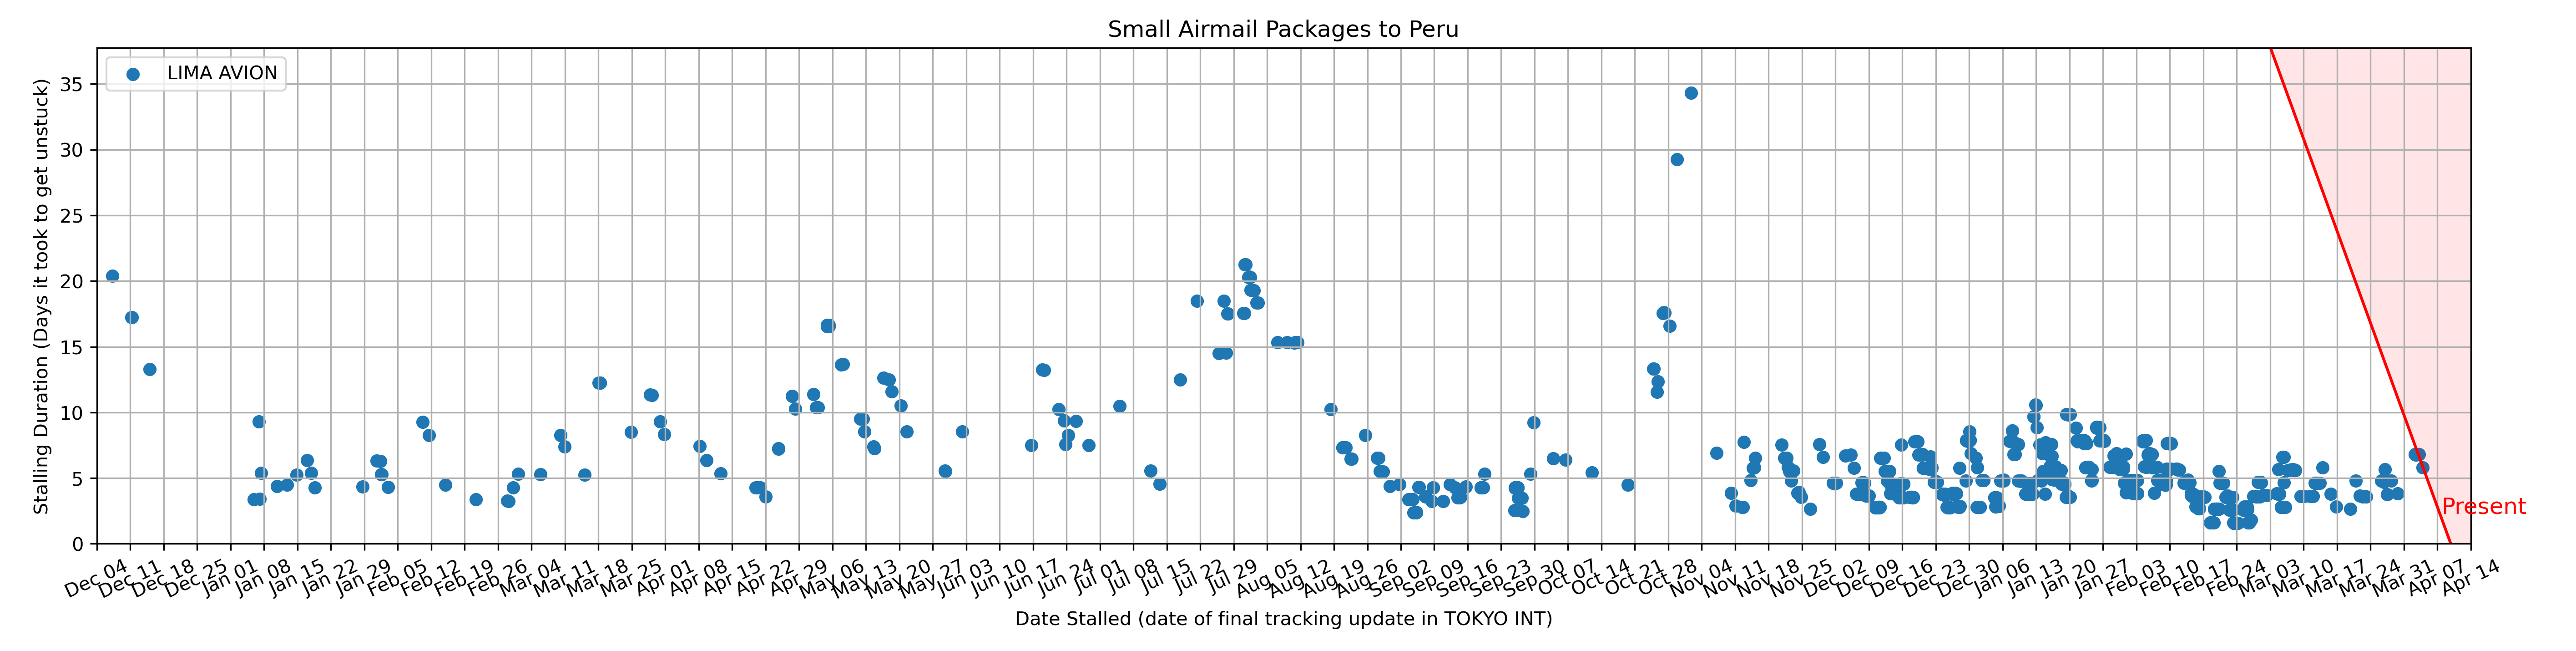 Small Airmail Packages to Peru
LIMA AVION
Stalling Duration (Days it took to get unstuck)
35
30
25
20
15
10
5
0
Present
Dec 04 Dec 11 Dec 18 Dec 25 Jan 01 Jan 08 Jan 15 Jan 22 Jan 29 Feb 05 Feb 12 Feb 19 Feb 26 Mar 04 Mar 11 Mar 18 Mar 25 Apr 01 Apr 08 Apr 15 Apr 22 Apr 29 May 06 May 13 May 20 May 27 Jun 03 Jun 10 Jun 17 Jun 24 Jul 01 Jul 08 Jul 15 Jul 22 Jul 29 Aug 05 Aug 12 Aug 19 Aug 26 Sep 02 Sep 09 Sep 16 Sep 23 Sep 30 Oct 07 Oct 14 Oct 21 Oct 28 Nov 04 Nov 11 Nov 18 Nov 25 Dec 02 Dec 09 Dec 16 Dec 23 Dec 30 Jan 06 Jan 13 Jan 20 Jan 27 Feb 03 Feb 10 Feb 17 Feb 24 Mar 03 Mar 10 Mar 17 Mar 24 Mar 31 Apr 07 Apr 14
Date Stalled (date of final tracking update in TOKYO INT)